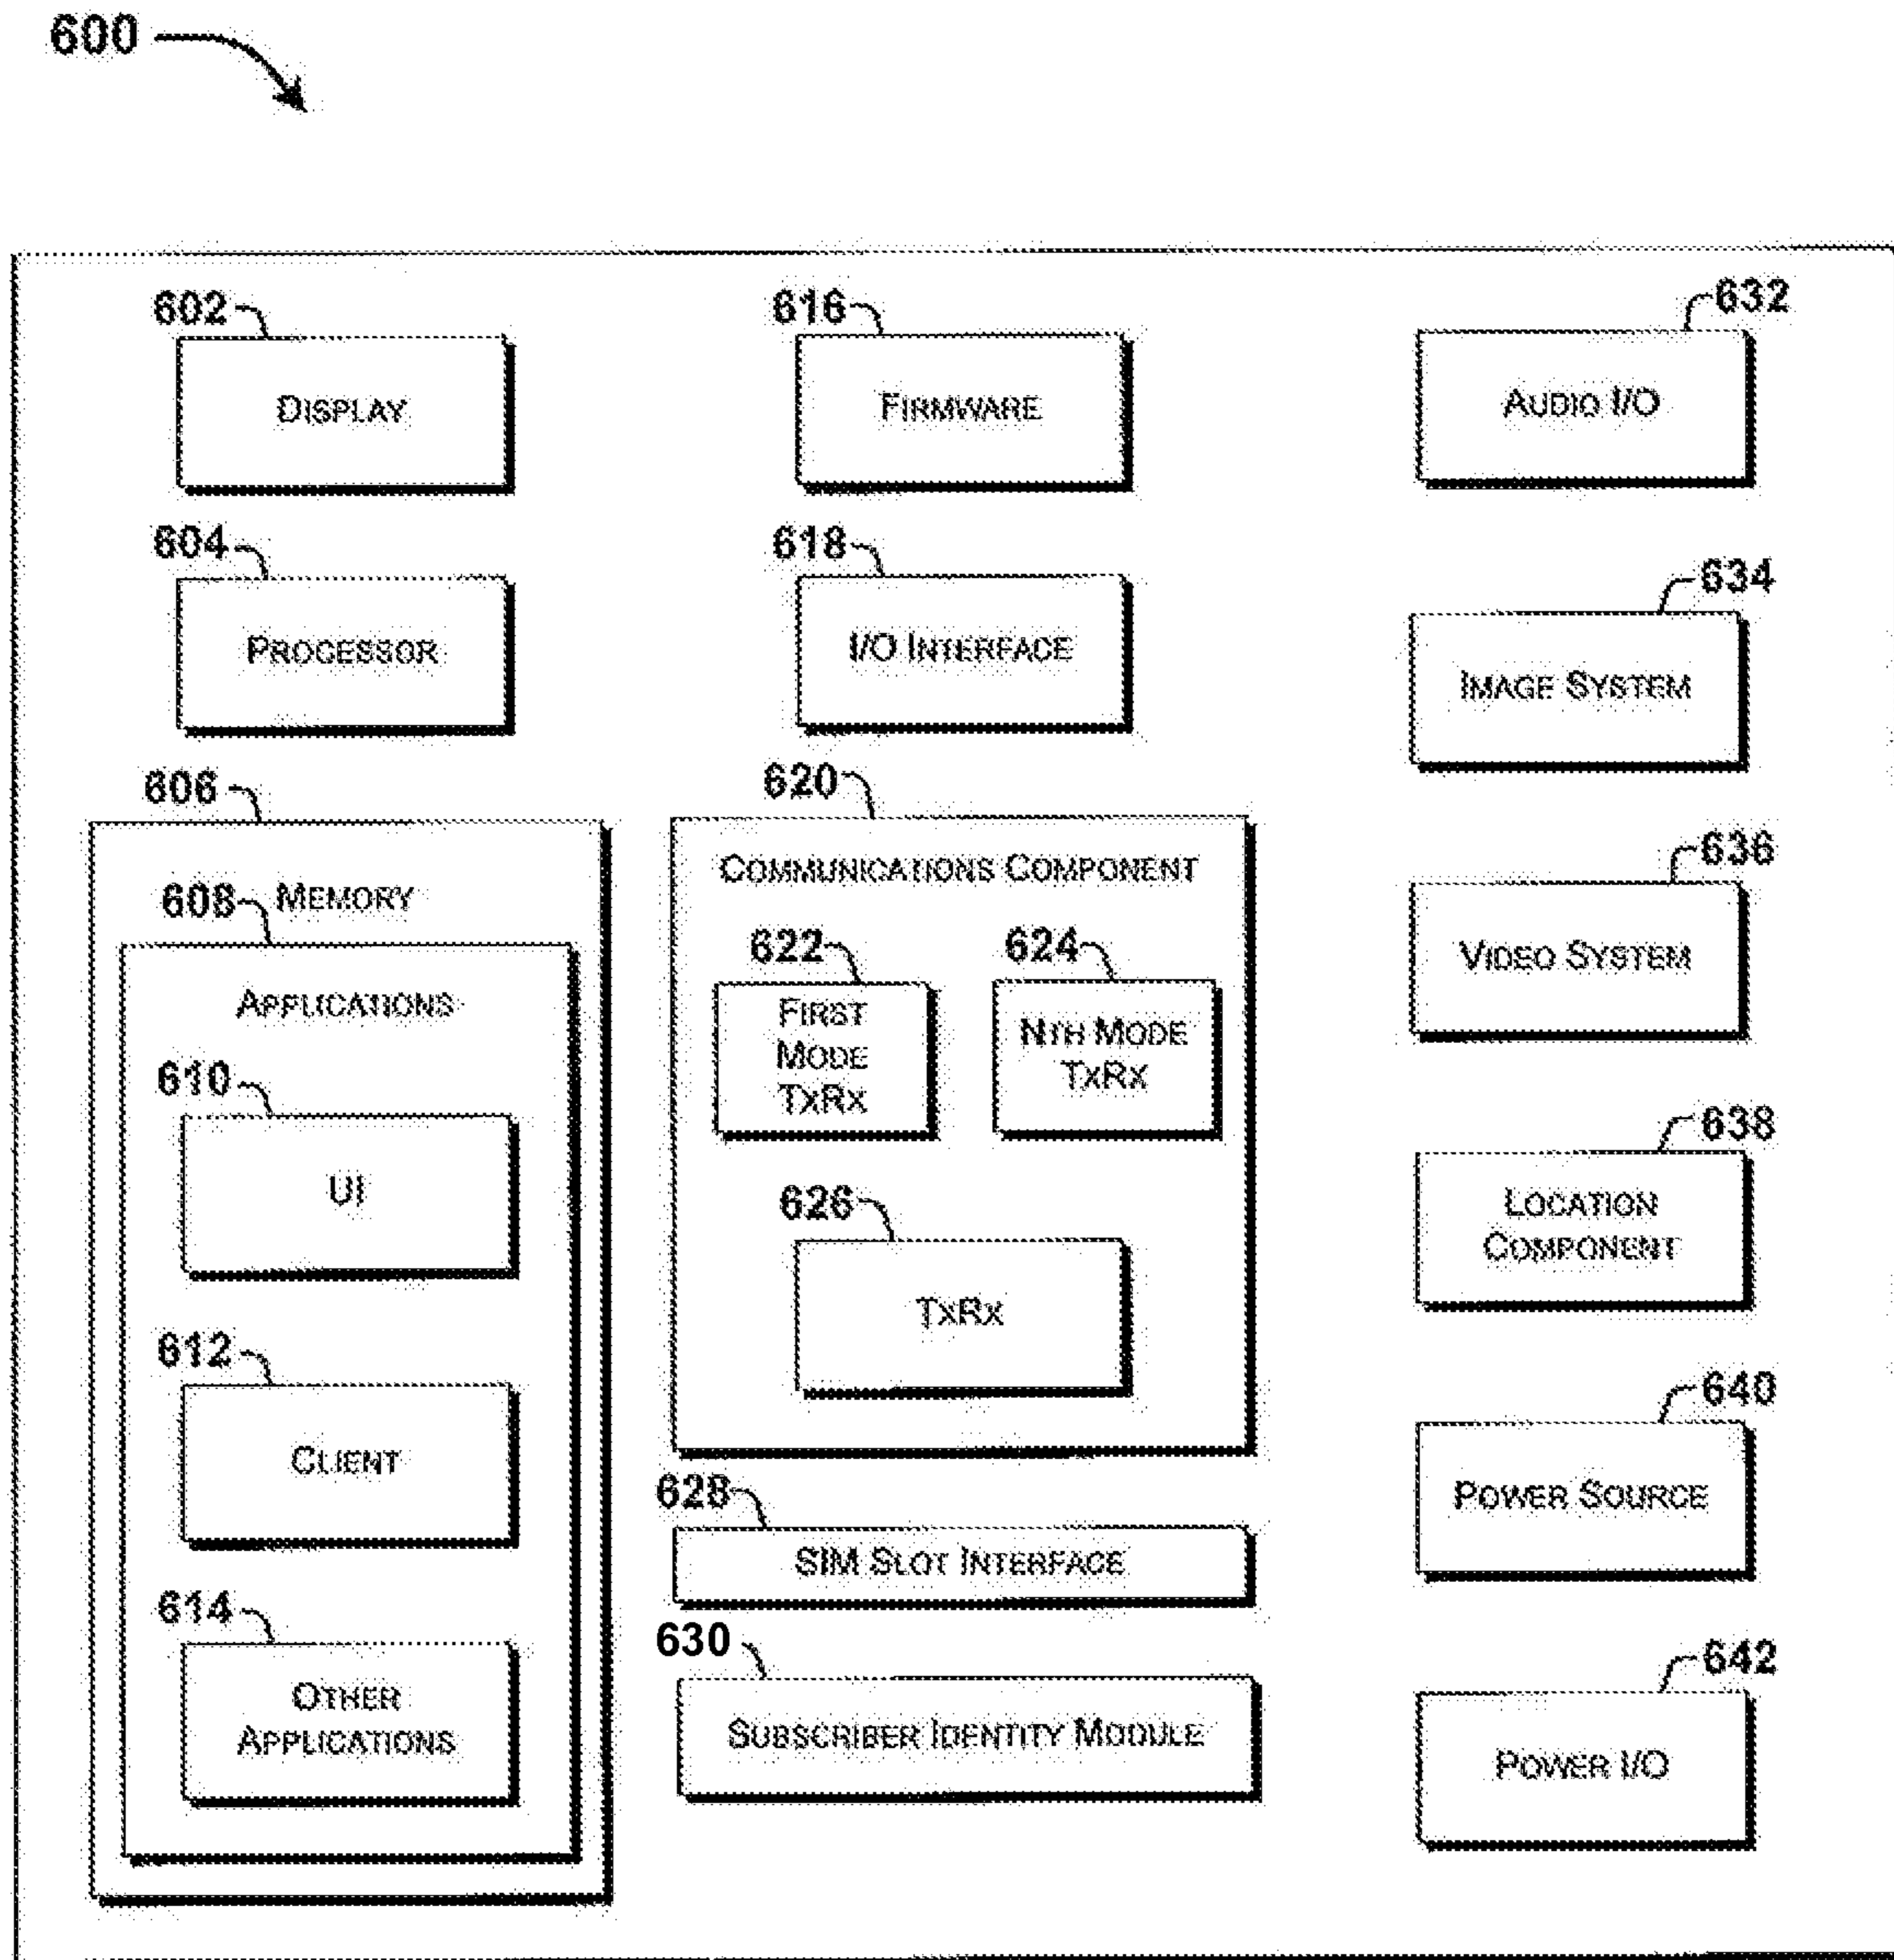 600
602
DISPLAY
604
PROCESSOR
606
MEMORY
608
APPLICATIONS
610
UI
612
CLIENT
614
OTHER
APPLICATIONS
616
FIRMWARE
618
I/O INTERFACE
620
COMMUNICATIONS COMPONENT
622
FIRST
MODE
TXRX
624
NTH MODE
TXRX
626
TXRX
628
SIM SLOT INTERFACE
630
SUBSCRIBER IDENTITY MODULE
632
AUDIO I/O
634
IMAGE SYSTEM
636
VIDEO SYSTEM
638
LOCATION
COMPONENT
640
POWER SOURCE
642
POWER I/O